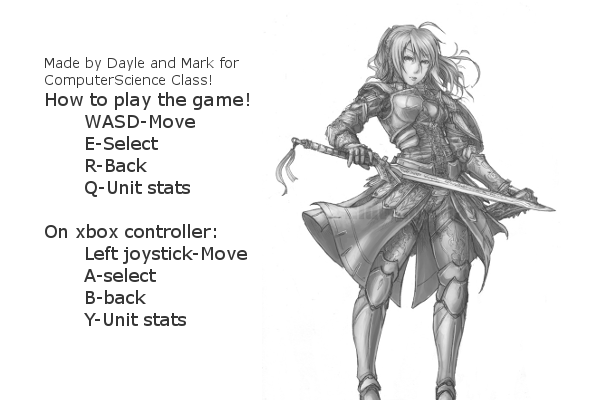 Made by Dayle and Mark for
ComputerScience Class!
How to play the game!
WASD-Move
E-Select
R-Back
Q-Unit stats
On xbox controller:
Left joystick-Move
A-select
B-back
Y-Unit stats